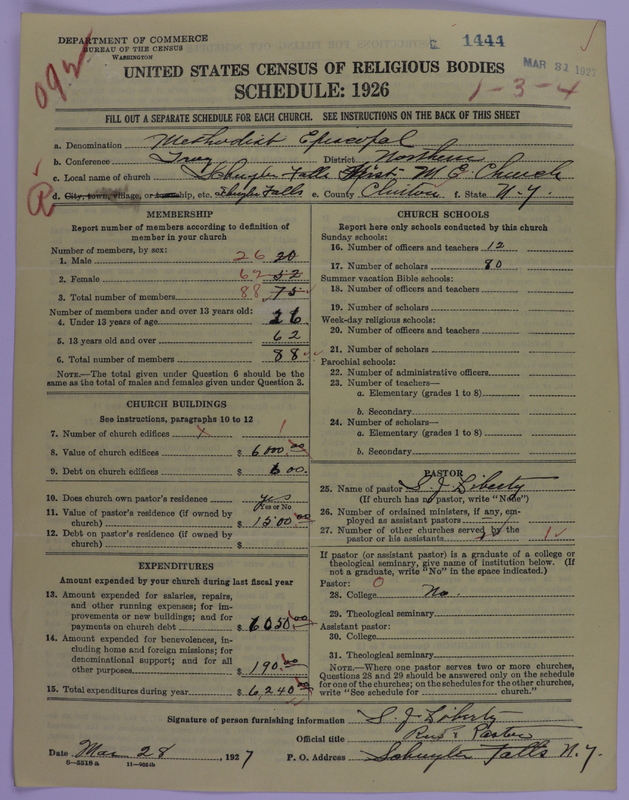 DEPARTMENT OF COMMERCE
BUREAU OF THE CENSUS
WASHINGTON
1444
MAR 31 1927
092
1-3-4
UNITED STATES CENSUS OF RELIGIOUS BODIES
SCHEDULE: 1926
FILL OUT A SEPARATE SCHEDULE FOR EACH CHURCH. SEE INSTRUCTIONS ON THE BACK OF THIS SHEET
a. Denomination Methodist Episcopal
b. Conference Troy District Northern
c. Local name of church Schuyler Falls First M E Church
R
d. City, town, village, or township, etc. Schuyler Falls e. County Clinton f. State N.Y.
MEMBERSHIP
Report number of members according to definition of
member in your church
Number of members, by sex:
1. Male 26 20
2. Female 62 52
3. Total number of members 88 75
Number of members under and over 13 years old:
4. Under 13 years of age 26
5. 13 years old and over 62
6. Total number of members 88
NOTE.—The total given under Question 6 should be the
same as the total of males and females given under Question 3.
CHURCH BUILDINGS
See instructions, paragraphs 10 to 12
7. Number of church edifices 1
8. Value of church edifices $ 6000.00
9. Debt on church edifices $ 00.
10. Does church own pastor's residence yes
Yes or No
11. Value of pastor's residence (if owned by
church) $ 1500.00
12. Debt on pastor's residence (if owned by
church) $
EXPENDITURES
Amount expended by your church during last fiscal year
13. Amount expended for salaries, repairs,
and other running expenses; for im-
provements or new buildings; and for
payments on church debt $ 6050.00
14. Amount expended for benevolences, in-
cluding home and foreign missions; for
denominational support; and for all
other purposes $ 190.00
15. Total expenditures during year $ 6,240.00
CHURCH SCHOOLS
Report here only schools conducted by this church
Sunday schools:
16. Number of officers and teachers 12
17. Number of scholars 80
Summer vacation Bible schools:
18. Number of officers and teachers
19. Number of scholars
Week-day religious schools:
20. Number of officers and teachers
21. Number of scholars
Parochial schools:
22. Number of administrative officers
23. Number of teachers—
a. Elementary (grades 1 to 8)
b. Secondary
24. Number of scholars—
a. Elementary (grades 1 to 8)
b. Secondary
PASTOR
25. Name of pastor S. J. Liberty
(If church has no pastor, write "None")
26. Number of ordained ministers, if any, em-
ployed as assistant pastors
27. Number of other churches served by the
pastor or his assistants 1
If pastor (or assistant pastor) is a graduate of a college or
theological seminary, give name of institution below. (If
not a graduate, write "No" in the space indicated.)
Pastor: 0
28. College No.
29. Theological seminary
Assistant pastor:
30. College
31. Theological seminary
NOTE.—Where one pastor serves two or more churches,
Questions 28 and 29 should be answered only on the schedule
for one of the churches; on the schedules for the other churches,
write "See schedule for church."
Signature of person furnishing information S. J. Liberty
Official title Pastor
Date Mar 28, 1927 P. O. Address Schuyler Falls N.Y.
6-5518a 11-9684b